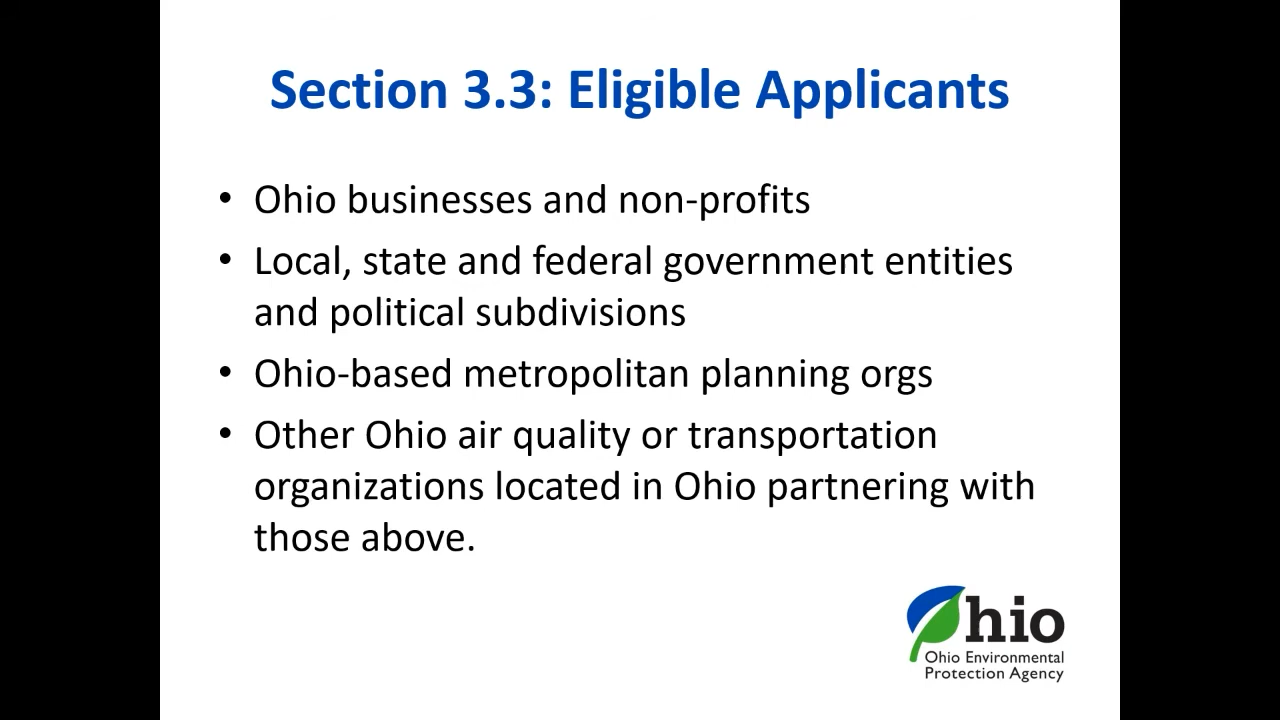 Section 3.3: Eligible Applicants
• Ohio businesses and non-profits
• Local, state and federal government entities
and political subdivisions
• Ohio-based metropolitan planning orgs
• Other Ohio air quality or transportation
organizations located in Ohio partnering with
those above.
Ohio
Ohio Environmental
Protection Agency